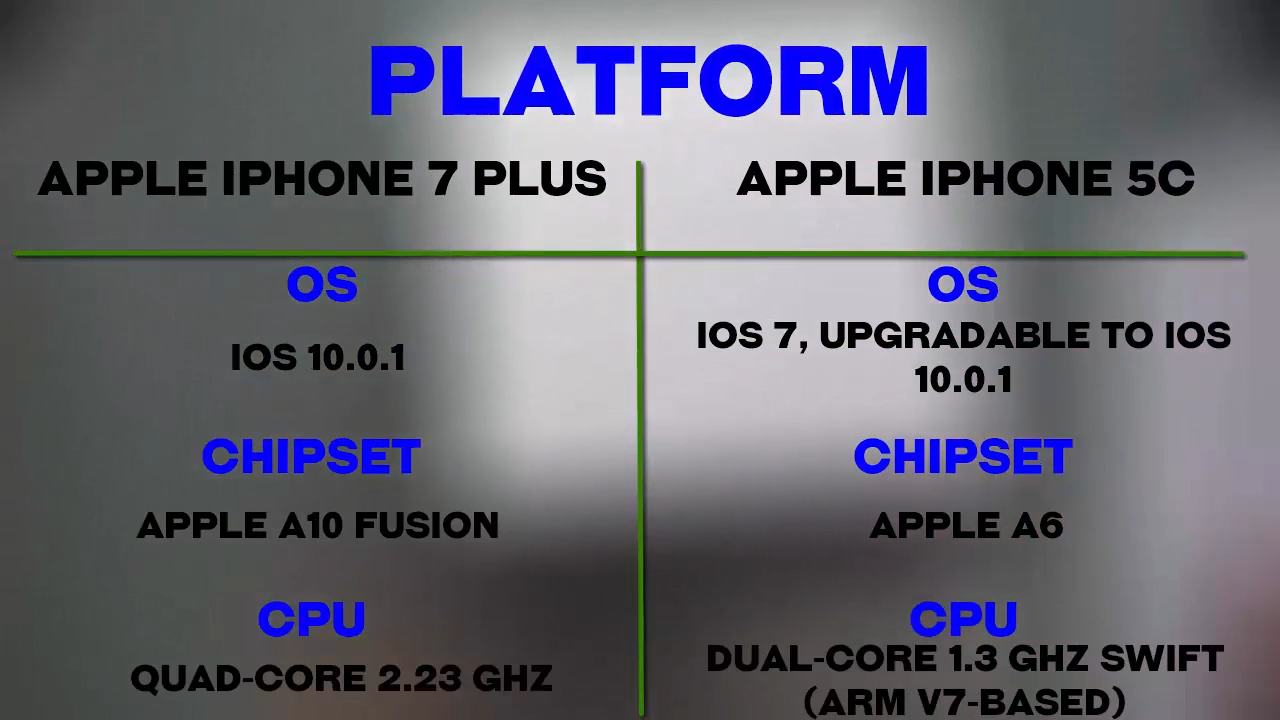 PLATFORM
APPLE IPHONE 7 PLUS
APPLE IPHONE 5C
OS
IOS 10.0.1
CHIPSET
APPLE A10 FUSION
CPU
QUAD-CORE 2.23 GHZ
OS
IOS 7, UPGRADABLE TO IOS
10.0.1
CHIPSET
APPLE A6
CPU
DUAL-CORE 1.3 GHZ SWIFT
(ARM V7-BASED)